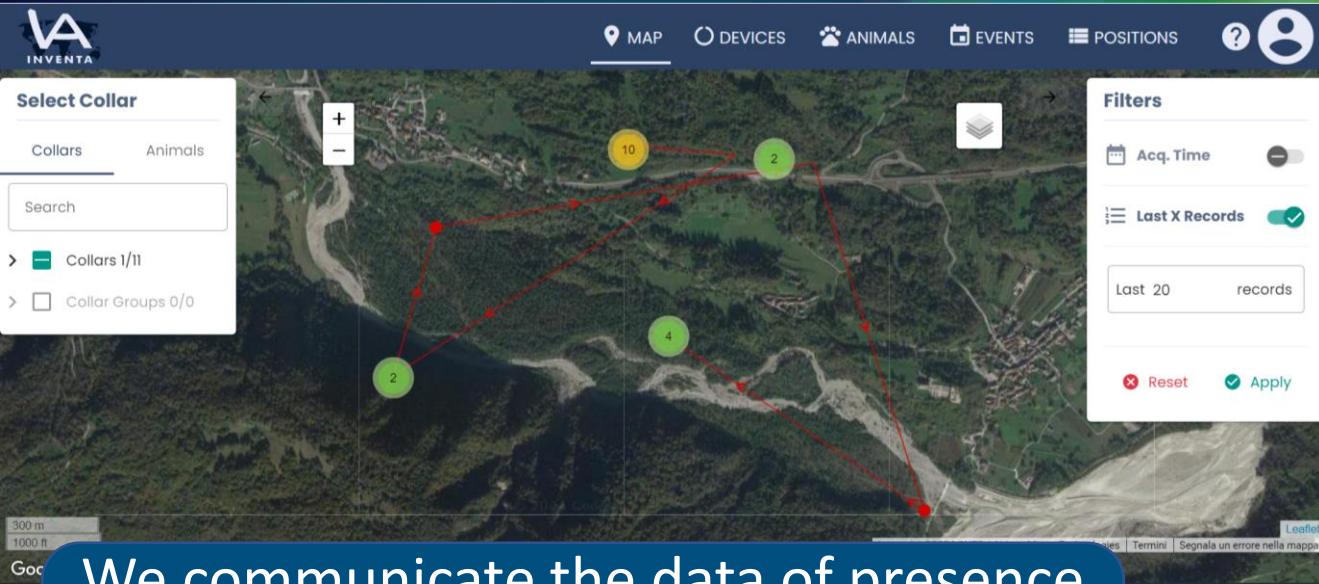 VA
INVENTA
MAP
DEVICES
ANIMALS
EVENTS
POSITIONS
?
Select Collar
Collars
Animals
Search
Collars 1/11
Collar Groups 0/0
+
−
10
2
4
2
Filters
Acq. Time
Last X Records
Last 20 records
Reset
Apply
300 m
1000 ft
Leaflet
Termini
Segnala un errore nella mappa
We communicate the data of presence